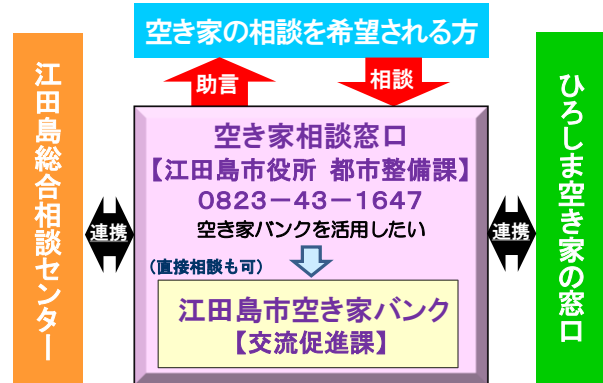 空き家の相談を希望される方
助言
相談
江田島総合相談センター
連携
空き家相談窓口
【江田島市役所 都市整備課】
０８２３－４３－１６４７
空き家バンクを活用したい
（直接相談も可）
江田島市空き家バンク
【交流促進課】
連携
ひろしま空き家の窓口